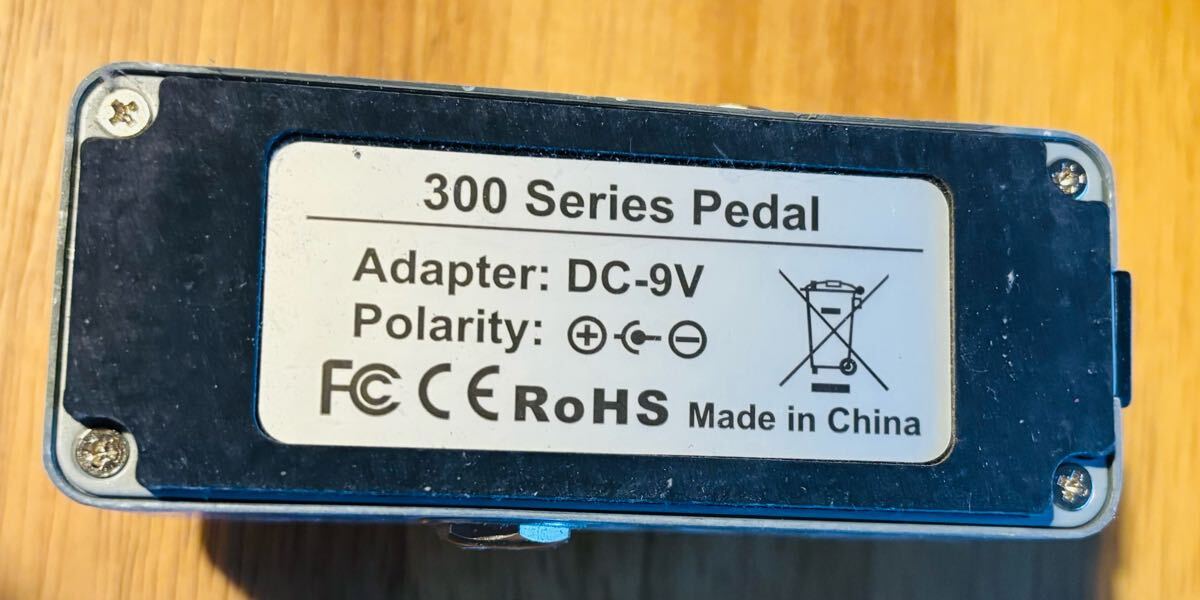 300 Series Pedal
Adapter: DC-9V
Polarity:
FC CE RoHS Made in China